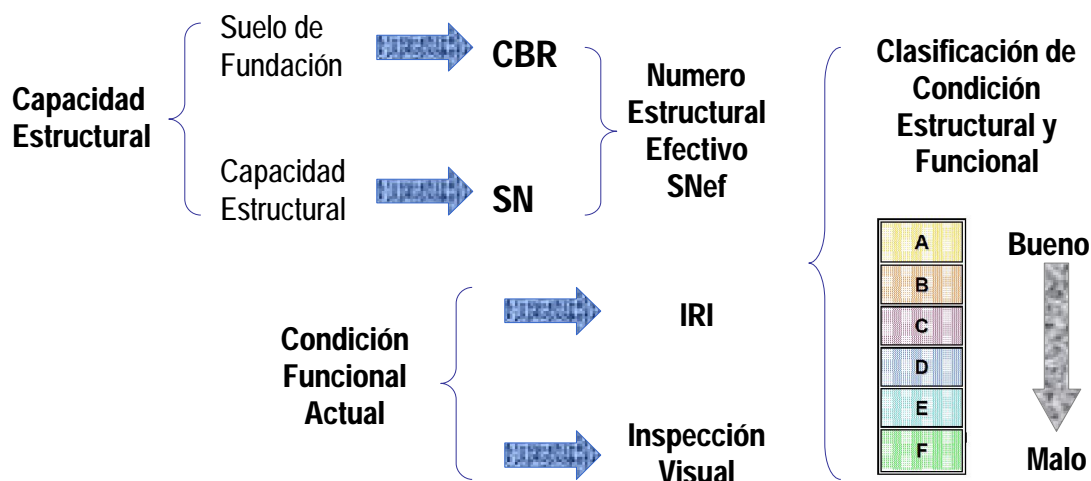 Capacidad
Estructural
Suelo de
Fundación
CBR
Capacidad
Estructural
SN
Numero
Estructural
Efectivo
SNef
Condición
Funcional
Actual
IRI
Inspección
Visual
Clasificación de
Condición
Estructural y
Funcional
A
B
C
D
E
F
Bueno
Malo